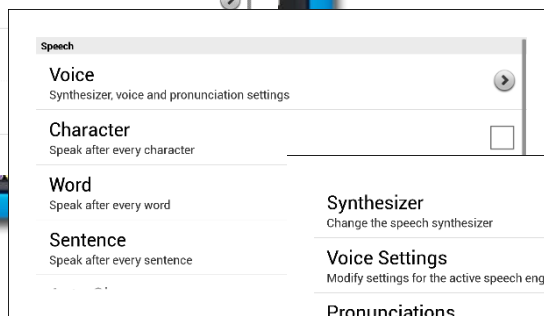 Speech
Voice
Synthesizer, voice and pronunciation settings
Character
Speak after every character
Word
Speak after every word
Sentence
Speak after every sentence
Synthesizer
Change the speech synthesizer
Voice Settings
Modify settings for the active speech eng
Pronunciations